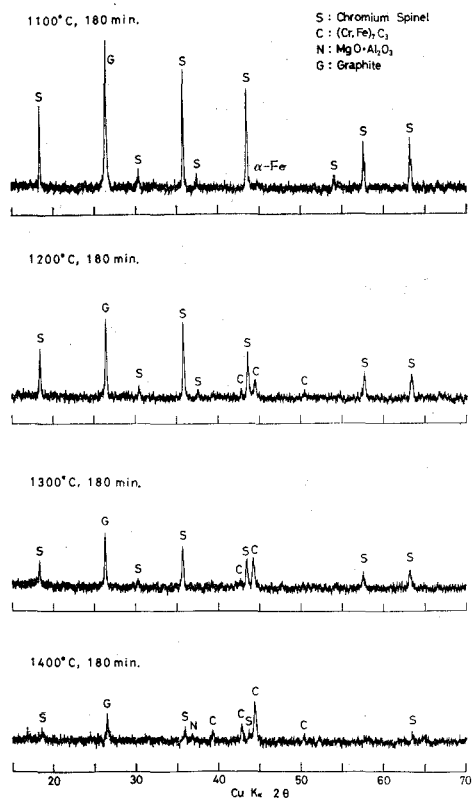 1100°C, 180 min.
S : Chromium Spinel
C : (Cr, Fe)₇ C₃
N : MgO•Al₂O₃
G : Graphite
S G S S S S α-Fe S S S
1200°C, 180 min.
S G S S S C S C C S S
1300°C, 180 min.
S G S S C S C S S
1400°C, 180 min.
S G S N C C S C C S
15 20 30 40 50 60 70
Cu Kα 2θ